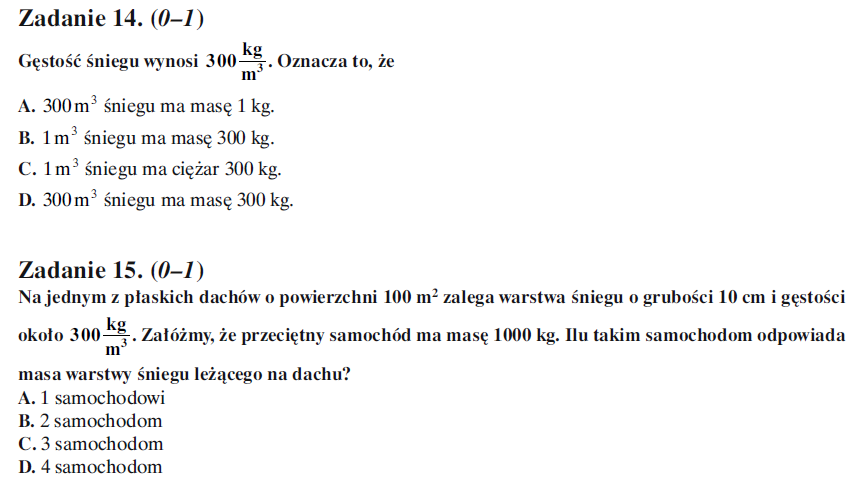 Zadanie 14. (0–1)
Gęstość śniegu wynosi 300 kg/m³. Oznacza to, że
A. 300 m³ śniegu ma masę 1 kg.
B. 1 m³ śniegu ma masę 300 kg.
C. 1 m³ śniegu ma ciężar 300 kg.
D. 300 m³ śniegu ma masę 300 kg.
Zadanie 15. (0–1)
Na jednym z płaskich dachów o powierzchni 100 m² zalega warstwa śniegu o grubości 10 cm i gęstości
około 300 kg/m³. Załóżmy, że przeciętny samochód ma masę 1000 kg. Ilu takim samochodom odpowiada
masa warstwy śniegu leżącego na dachu?
A. 1 samochodowi
B. 2 samochodom
C. 3 samochodom
D. 4 samochodom